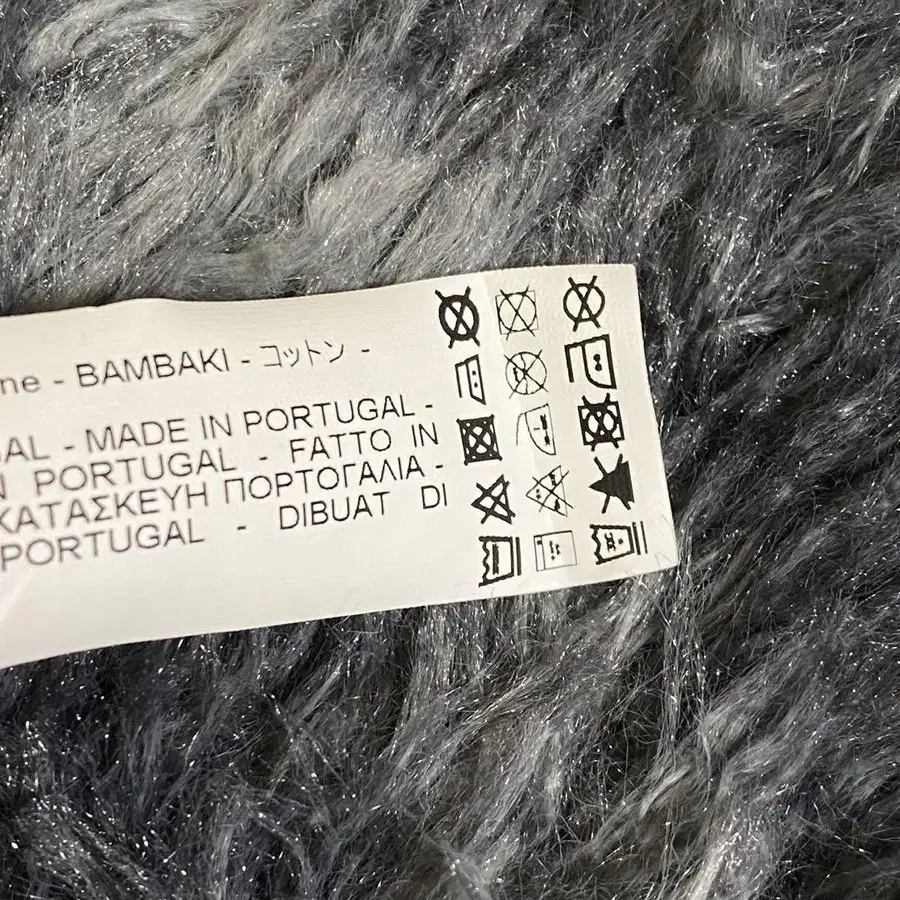 ne - BAMBAKI - コットン -
AL - MADE IN PORTUGAL -
N PORTUGAL - FATTO IN
ΚΑΤΑΣΚΕΥΗ ΠΟΡΤΟΓΑΛΙΑ -
PORTUGAL - DIBUAT DI